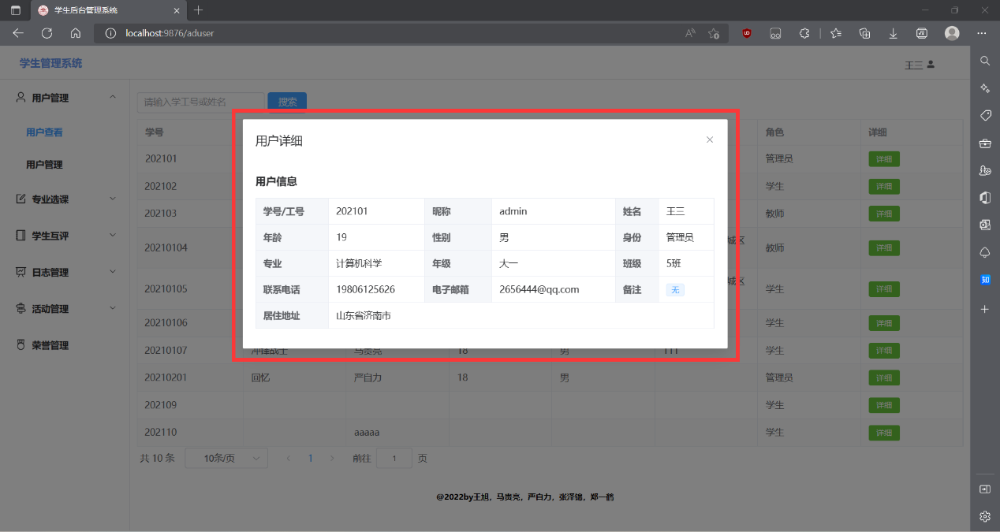 学生后台管理系统
localhost:9876/aduser
学生管理系统
王三
用户管理
用户查看
用户管理
专业选课
学生互评
日志管理
活动管理
荣誉管理
请输入学工号或姓名 搜索
学号 角色 详细
202101 管理员 详细
202102 学生 详细
202103 教师 详细
20210104 城区 教师 详细
20210105 城区 学生 详细
20210106 学生 详细
20210107 冲锋战士 马贵亮 18 男 111 学生 详细
20210201 回忆 严自力 18 男 管理员 详细
202109 学生 详细
202110 aaaaa 学生 详细
用户详细
用户信息
学号/工号 202101 昵称 admin 姓名 王三
年龄 19 性别 男 身份 管理员
专业 计算机科学 年级 大一 班级 5班
联系电话 19806125626 电子邮箱 2656444@qq.com 备注 无
居住地址 山东省济南市
共 10 条 10条/页 1 前往 1 页
@2022by王旭，马贵亮，严自力，张泽锦，郑一鹤
知